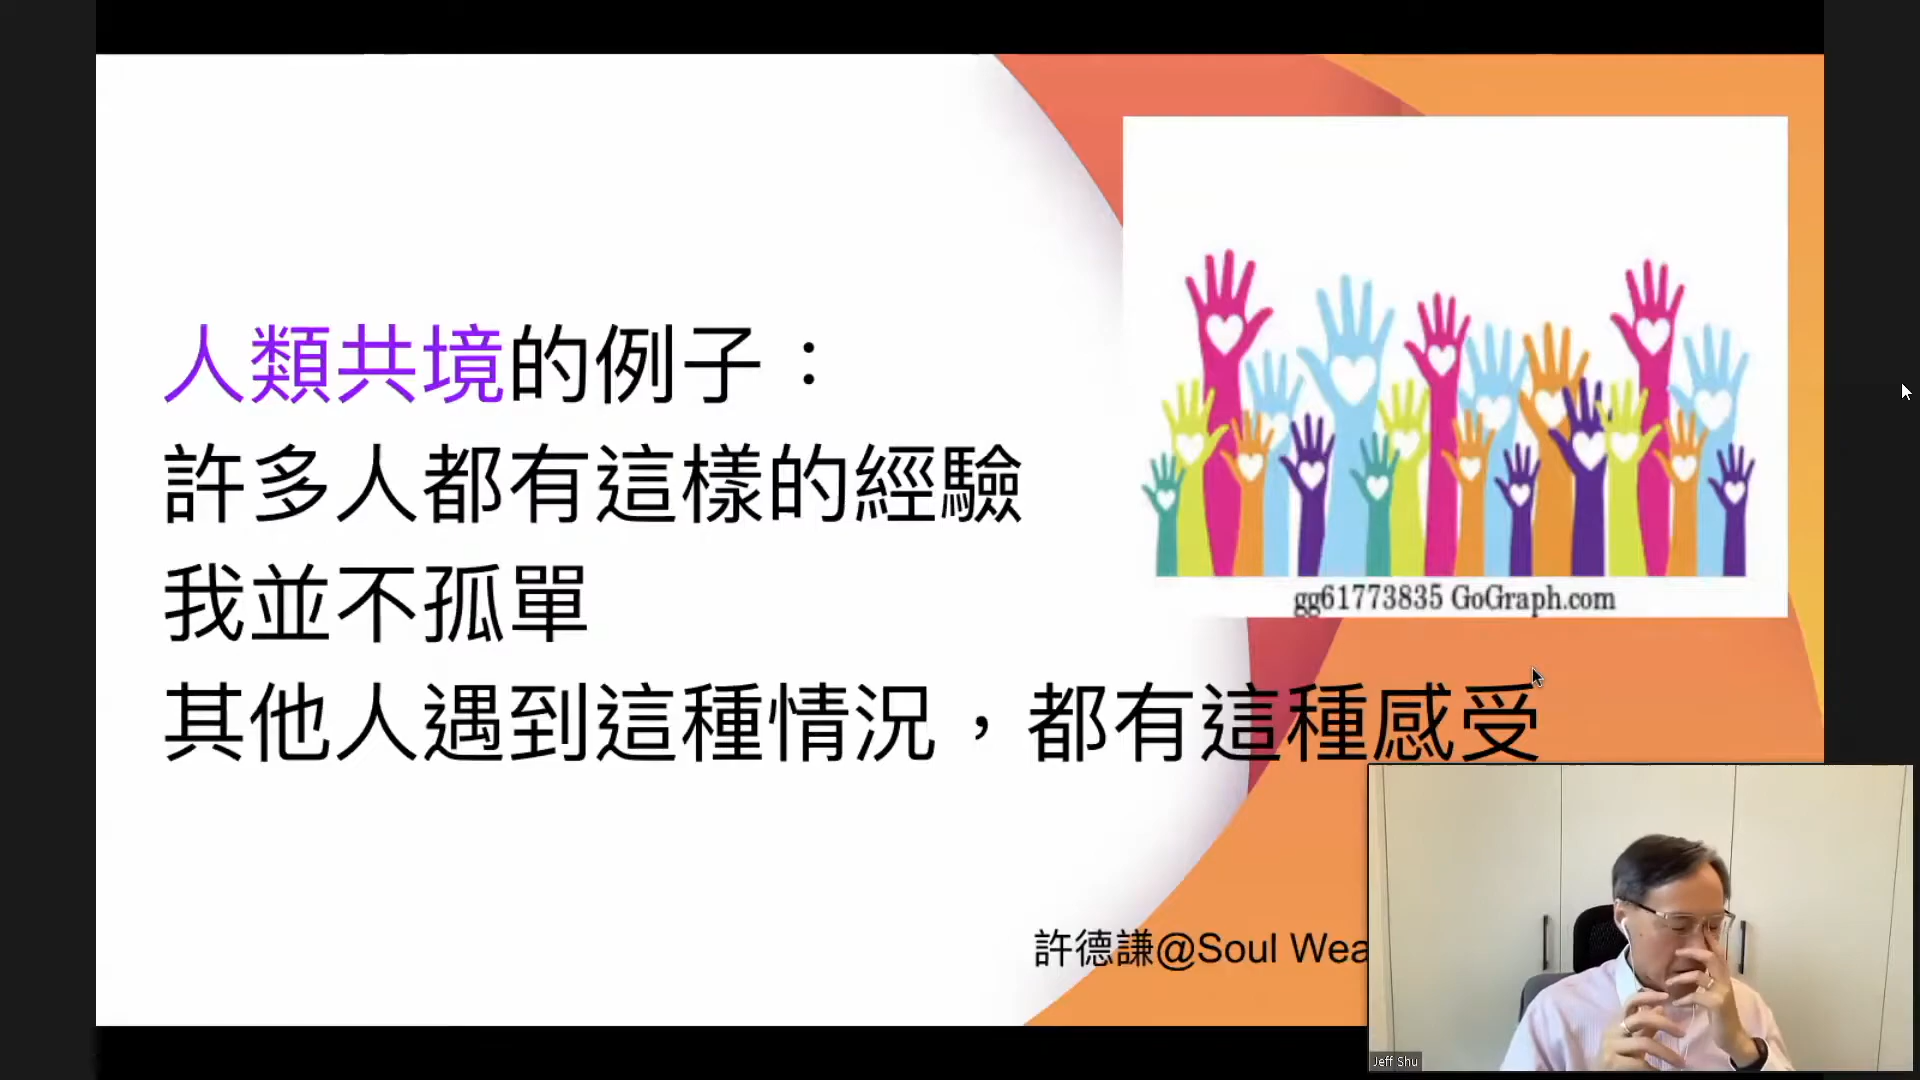 人類共境的例子：
許多人都有這樣的經驗
我並不孤單
其他人遇到這種情況，都有這種感受
gg61773835 GoGraph.com
許德謙@Soul Wea
Jeff Shu